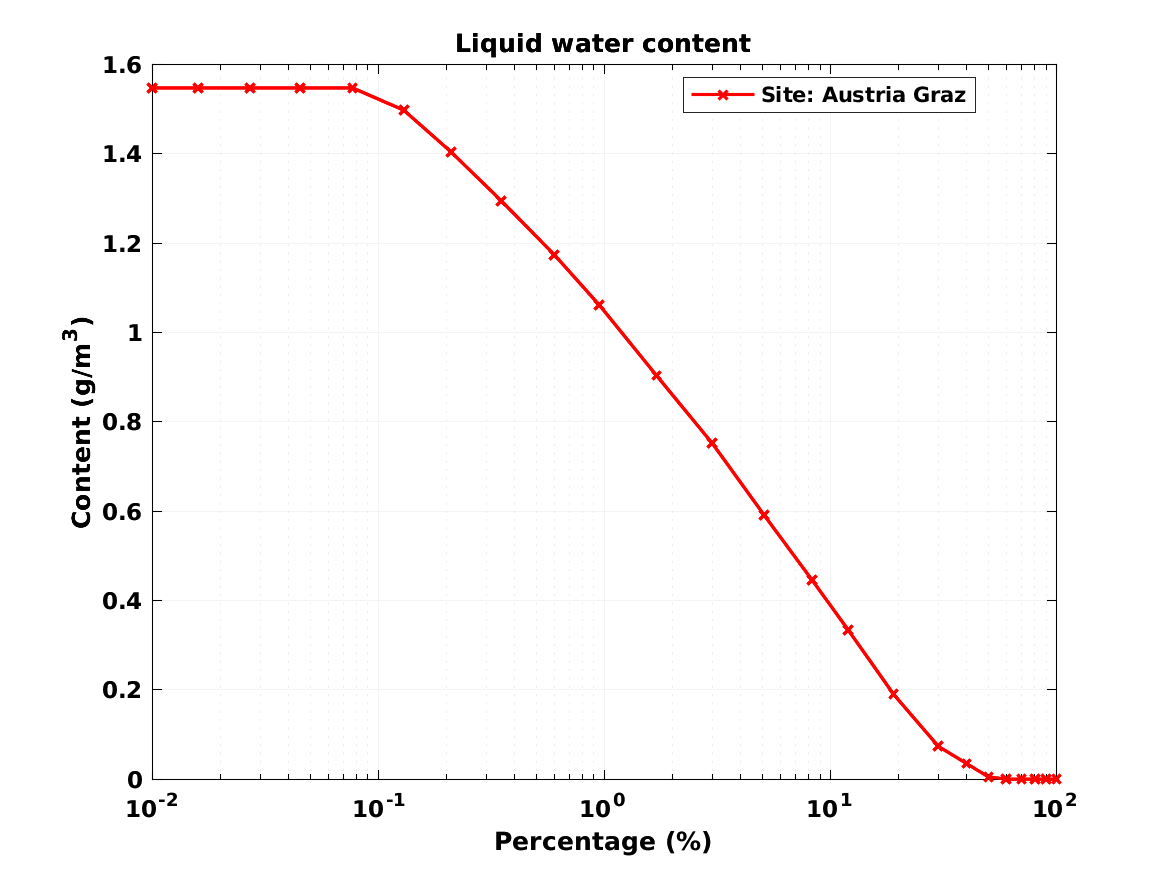 Liquid water content
Site: Austria Graz
1.6
1.4
1.2
1
0.8
0.6
0.4
0.2
0
Content (g/m³)
10⁻² 10⁻¹ 10⁰ 10¹ 10²
Percentage (%)